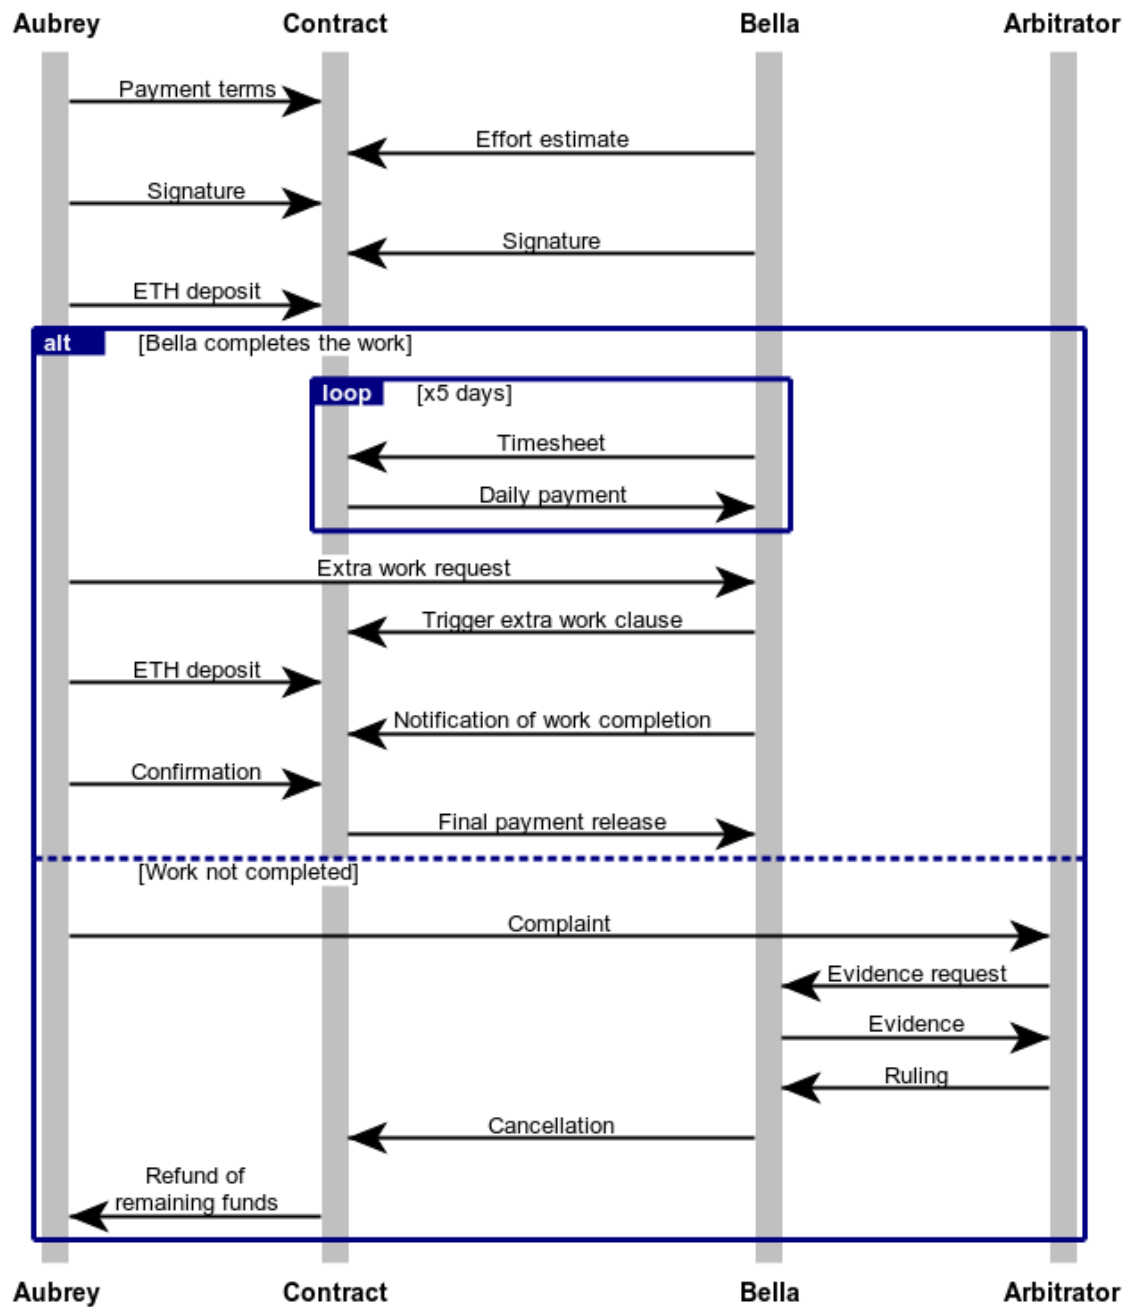 Aubrey Contract Bella Arbitrator
Payment terms
Effort estimate
Signature
Signature
ETH deposit
alt [Bella completes the work]
loop [x5 days]
Timesheet
Daily payment
Extra work request
Trigger extra work clause
ETH deposit
Notification of work completion
Confirmation
Final payment release
[Work not completed]
Complaint
Evidence request
Evidence
Ruling
Cancellation
Refund of
remaining funds
Aubrey Contract Bella Arbitrator